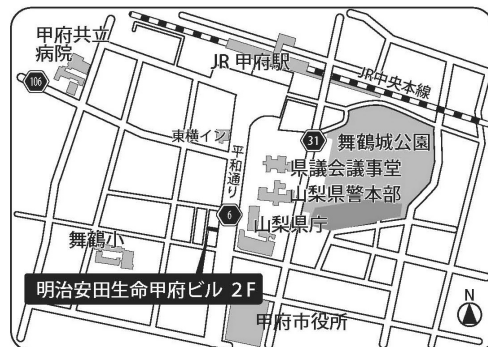 甲府共立
病院
106
JR 甲府駅
JR中央本線
東横イン
平和通り
31
舞鶴城公園
県議会議事堂
山梨県警本部
6
山梨県庁
舞鶴小
明治安田生命甲府ビル 2F
甲府市役所
N